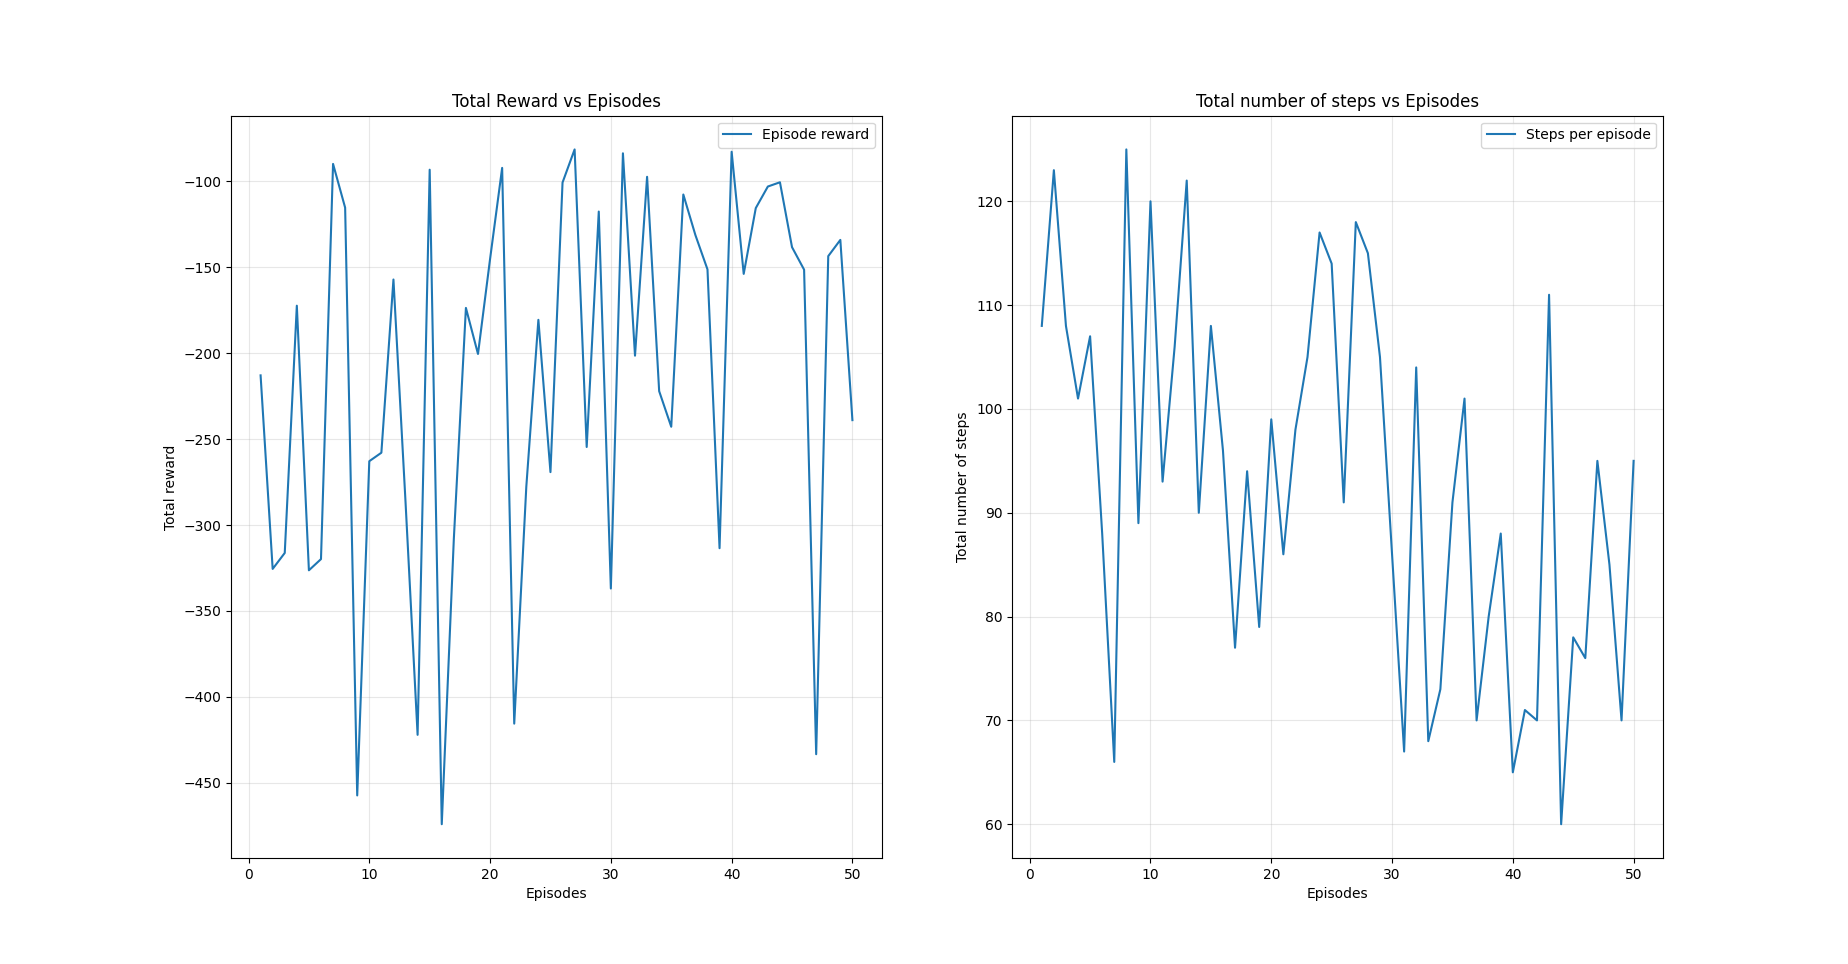 Total Reward vs Episodes
Episode reward
−100
−150
−200
−250
−300
−350
−400
−450
Total reward
0 10 20 30 40 50
Episodes
Total number of steps vs Episodes
Steps per episode
120
110
100
90
80
70
60
Total number of steps
0 10 20 30 40 50
Episodes